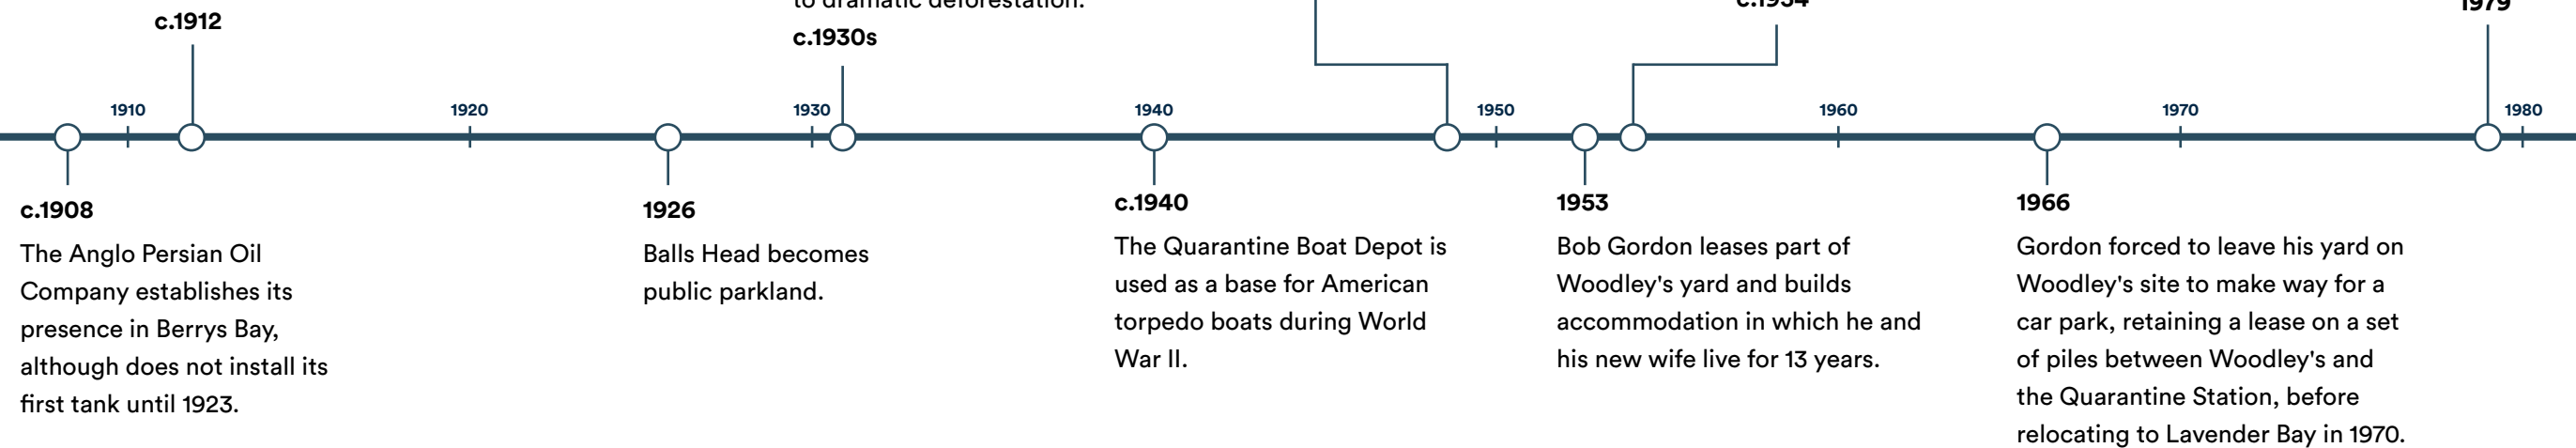 to dramatic deforestation.
c.1912
c.1930s
c.1954
1979
1910
1920
1930
1940
1950
1960
1970
1980
c.1908
The Anglo Persian Oil
Company establishes its
presence in Berrys Bay,
although does not install its
first tank until 1923.
1926
Balls Head becomes
public parkland.
c.1940
The Quarantine Boat Depot is
used as a base for American
torpedo boats during World
War II.
1953
Bob Gordon leases part of
Woodley's yard and builds
accommodation in which he and
his new wife live for 13 years.
1966
Gordon forced to leave his yard on
Woodley's site to make way for a
car park, retaining a lease on a set
of piles between Woodley's and
the Quarantine Station, before
relocating to Lavender Bay in 1970.